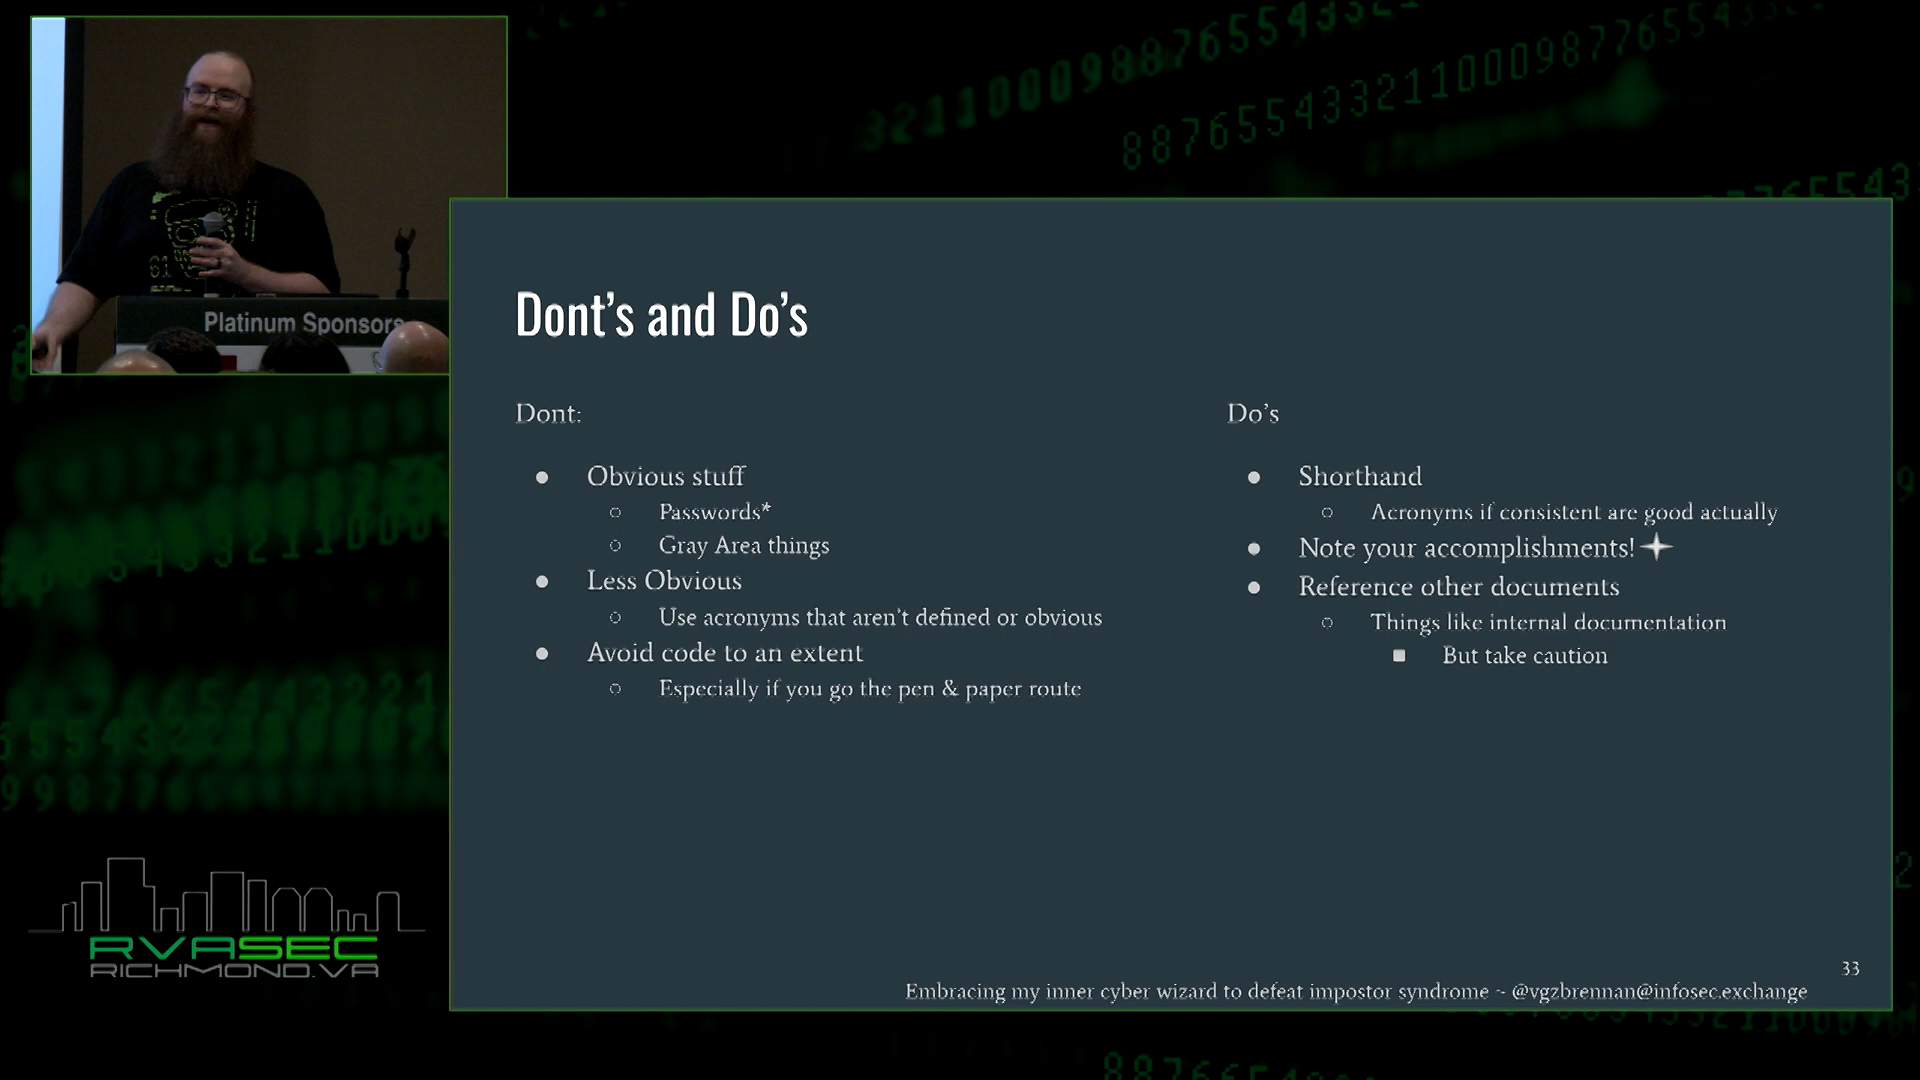 32110009887655433
88765543321100098776554
Platinum Sponsors
61
Dont's and Do's
Dont:
● Obvious stuff
○ Passwords*
○ Gray Area things
● Less Obvious
○ Use acronyms that aren't defined or obvious
● Avoid code to an extent
○ Especially if you go the pen & paper route
Do's
● Shorthand
○ Acronyms if consistent are good actually
● Note your accomplishments!
● Reference other documents
○ Things like internal documentation
■ But take caution
33
Embracing my inner cyber wizard to defeat impostor syndrome ~ @vgzbrennan@infosec.exchange
RVASEC
RICHMOND.VA